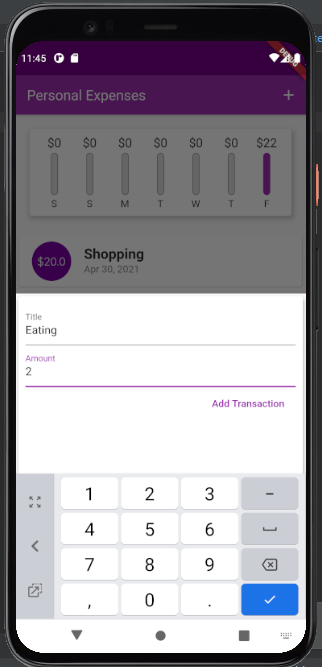 11:45
DEBUG
Personal Expenses +
$0 $0 $0 $0 $0 $0 $22
S S M T W T F
$20.0
Shopping
Apr 30, 2021
Title
Eating
Amount
2
Add Transaction
1 2 3 -
4 5 6
7 8 9
, 0 .